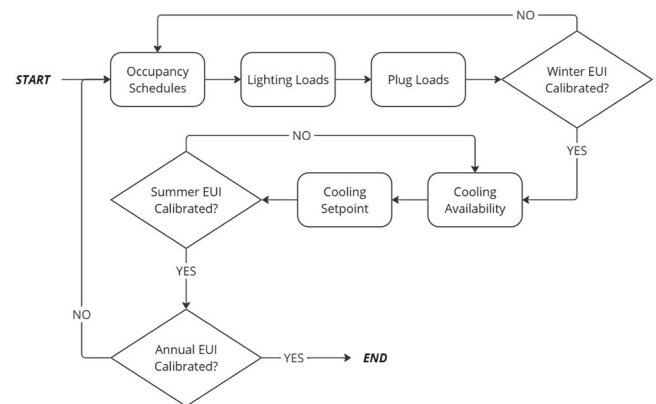 NO
START
Occupancy
Schedules
Lighting Loads
Plug Loads
Winter EUI
Calibrated?
NO
YES
Summer EUI
Calibrated?
Cooling
Setpoint
Cooling
Availability
YES
NO
Annual EUI
Calibrated?
YES
END